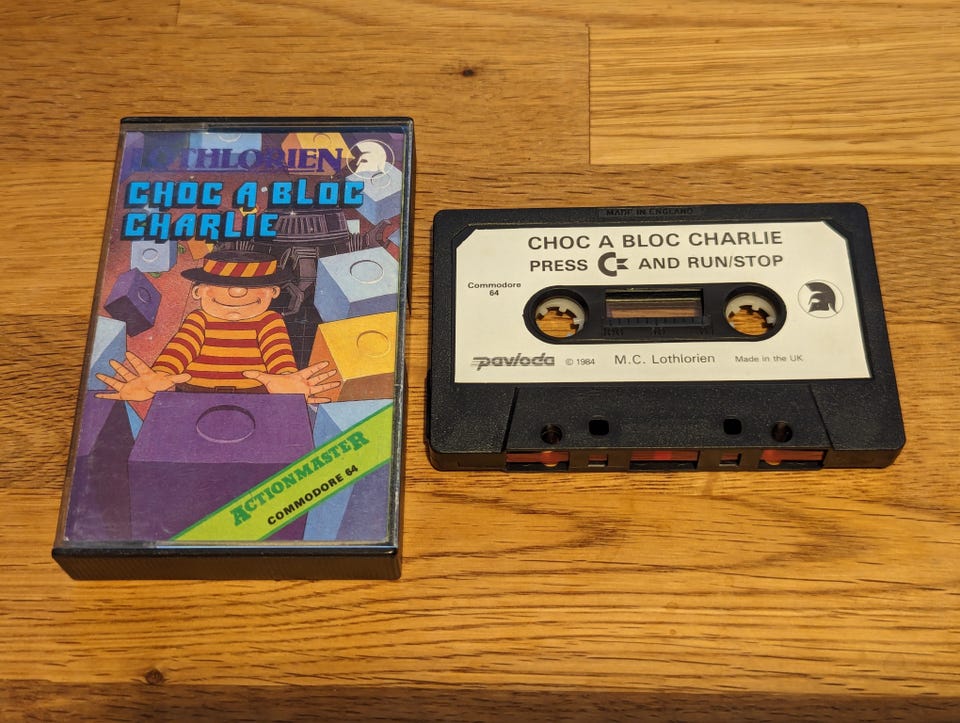 LOTHLORIEN
CHOC A BLOC
CHARLIE
ACTIONMASTER
COMMODORE 64
MADE IN ENGLAND
CHOC A BLOC CHARLIE
PRESS C= AND RUN/STOP
Commodore
64
pavloda © 1984 M.C. Lothlorien Made in the UK